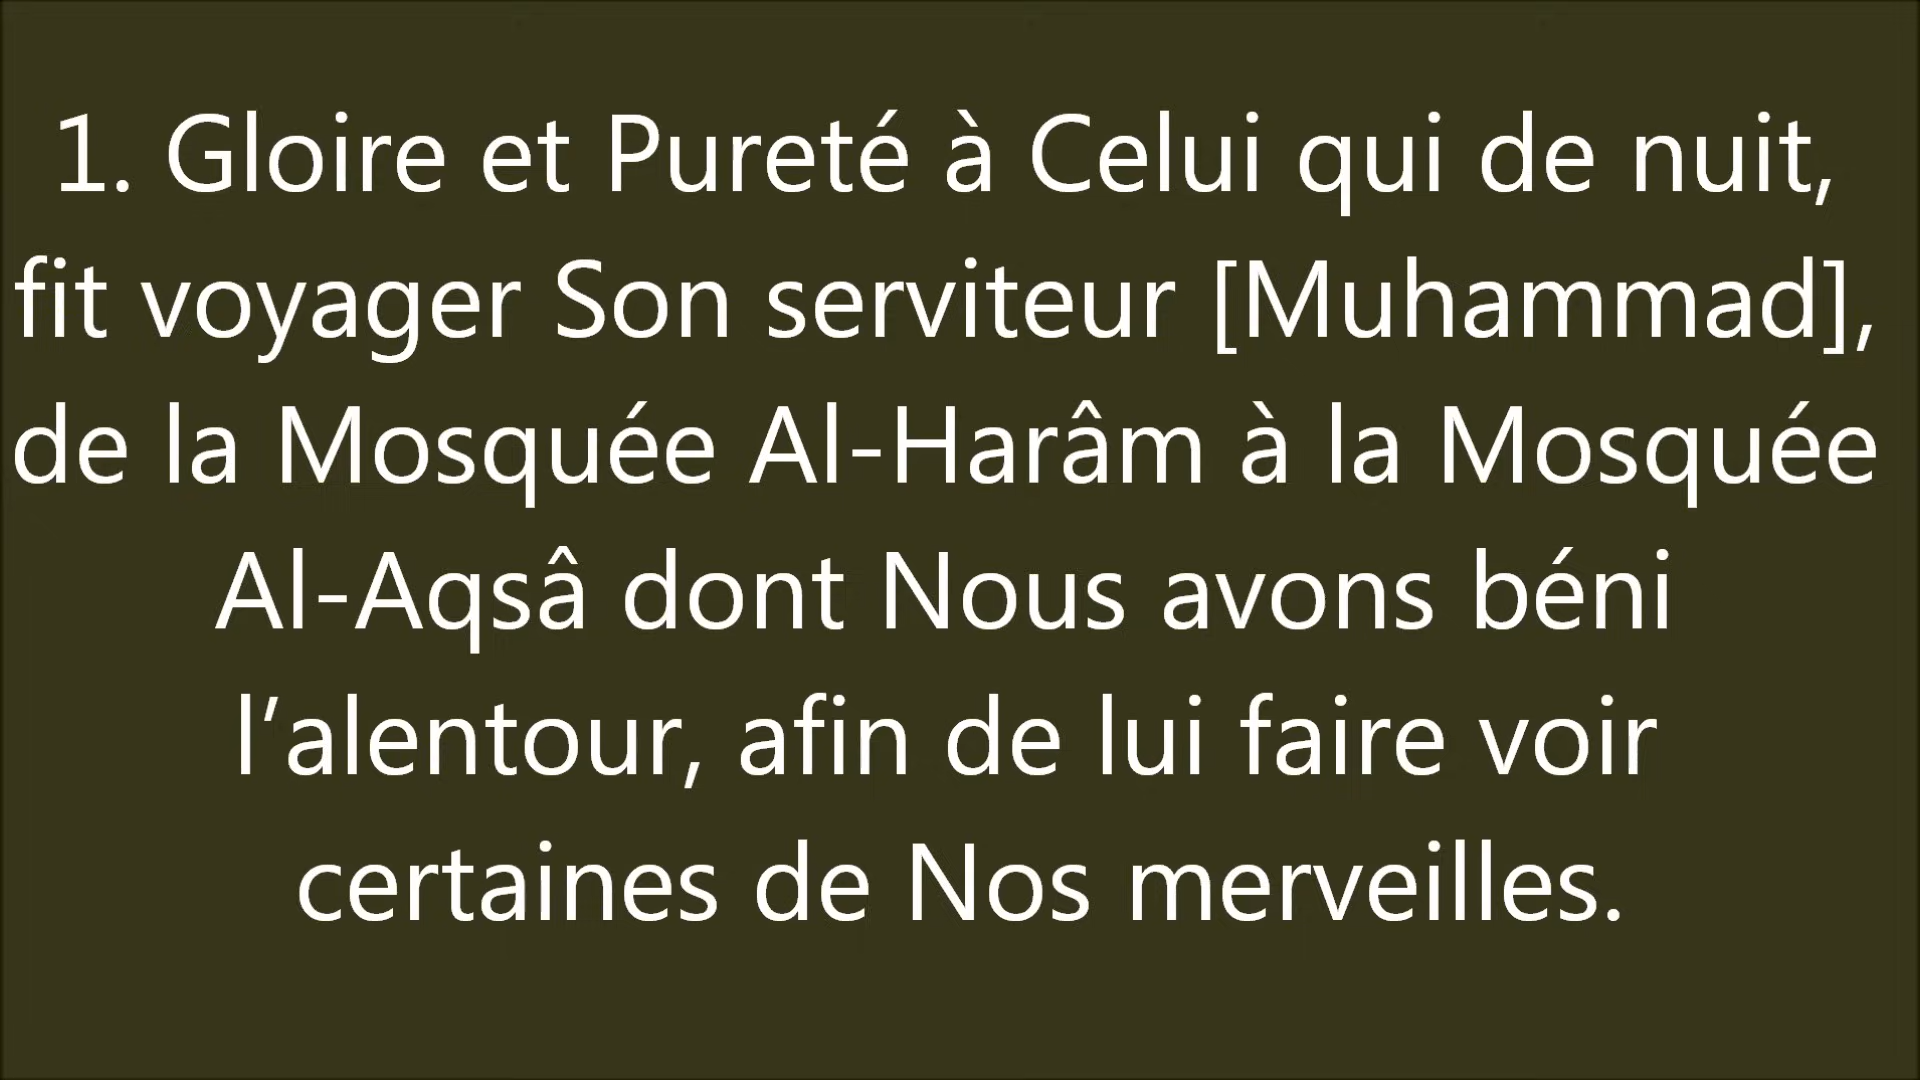 1. Gloire et Pureté à Celui qui de nuit,
fit voyager Son serviteur [Muhammad],
de la Mosquée Al-Harâm à la Mosquée
Al-Aqsâ dont Nous avons béni
l’alentour, afin de lui faire voir
certaines de Nos merveilles.